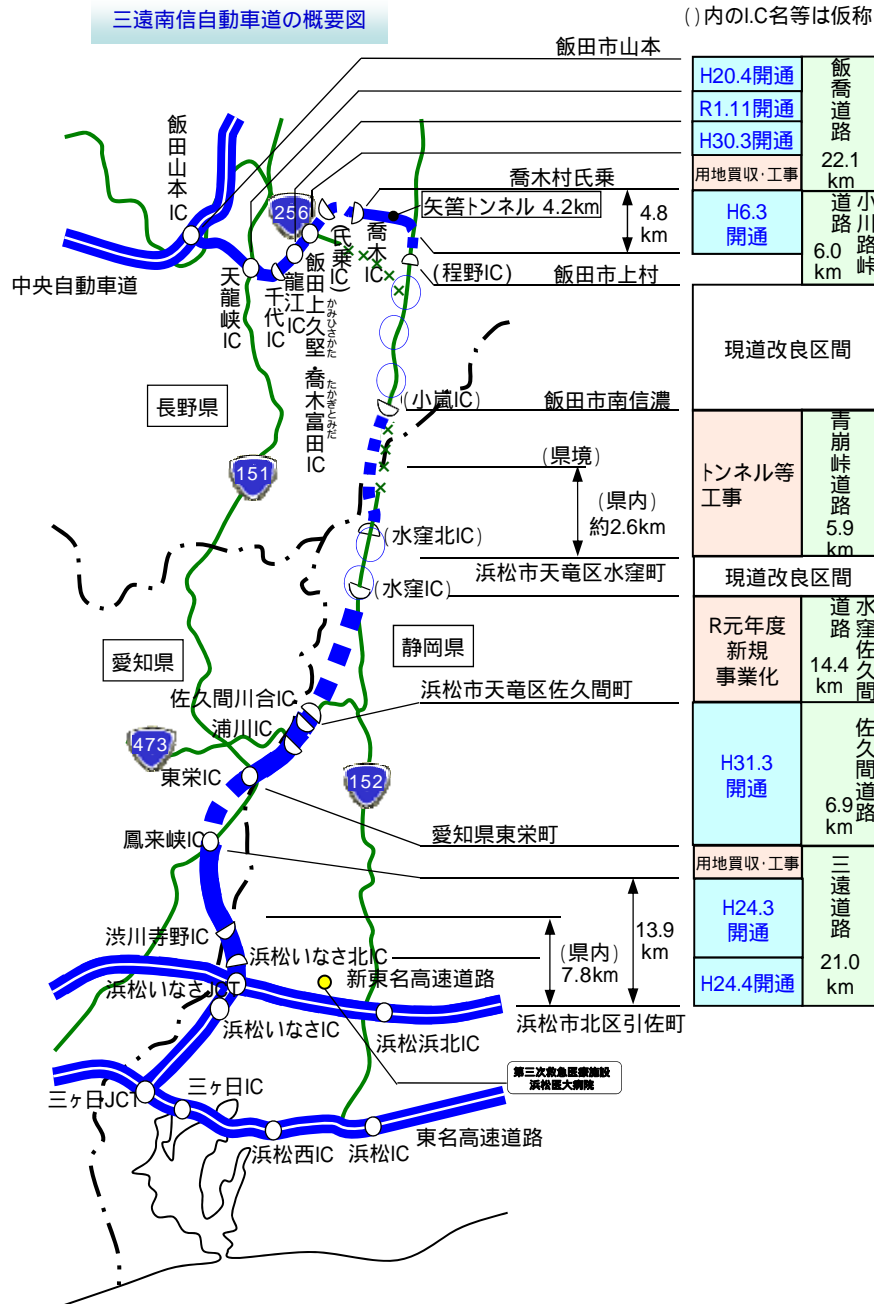 三遠南信自動車道の概要図
()内のI.C名等は仮称
飯田市山本
H20.4開通
R1.11開通
H30.3開通
用地買収・工事
飯喬道路
22.1
km
飯田山本IC
256
喬木村氏乗
矢筈トンネル 4.2km
4.8
km
H6.3
開通
小川路峠道路
6.0
km
中央自動車道
天龍峡IC
千代IC
龍江IC
飯田上久堅・喬木富田IC
かみひさかた
たかぎとみだ
(氏乗IC)
喬木IC
(程野IC)
飯田市上村
現道改良区間
長野県
(小嵐IC)
飯田市南信濃
151
(県境)
(県内)
約2.6km
トンネル等
工事
青崩峠道路
5.9
km
(水窪北IC)
浜松市天竜区水窪町
現道改良区間
(水窪IC)
愛知県
静岡県
R元年度
新規
事業化
水窪佐久間道路
14.4
km
佐久間川合IC
浜松市天竜区佐久間町
浦川IC
473
東栄IC
152
H31.3
開通
佐久間道路
6.9
km
鳳来峡IC
愛知県東栄町
用地買収・工事
三遠道路
21.0
km
H24.3
開通
H24.4開通
渋川寺野IC
浜松いなさ北IC
(県内)
7.8km
13.9
km
浜松いなさJCT
新東名高速道路
浜松いなさIC
浜松浜北IC
浜松市北区引佐町
第三次救急医療施設
浜松医大病院
三ヶ日JCT
三ヶ日IC
浜松西IC
浜松IC
東名高速道路